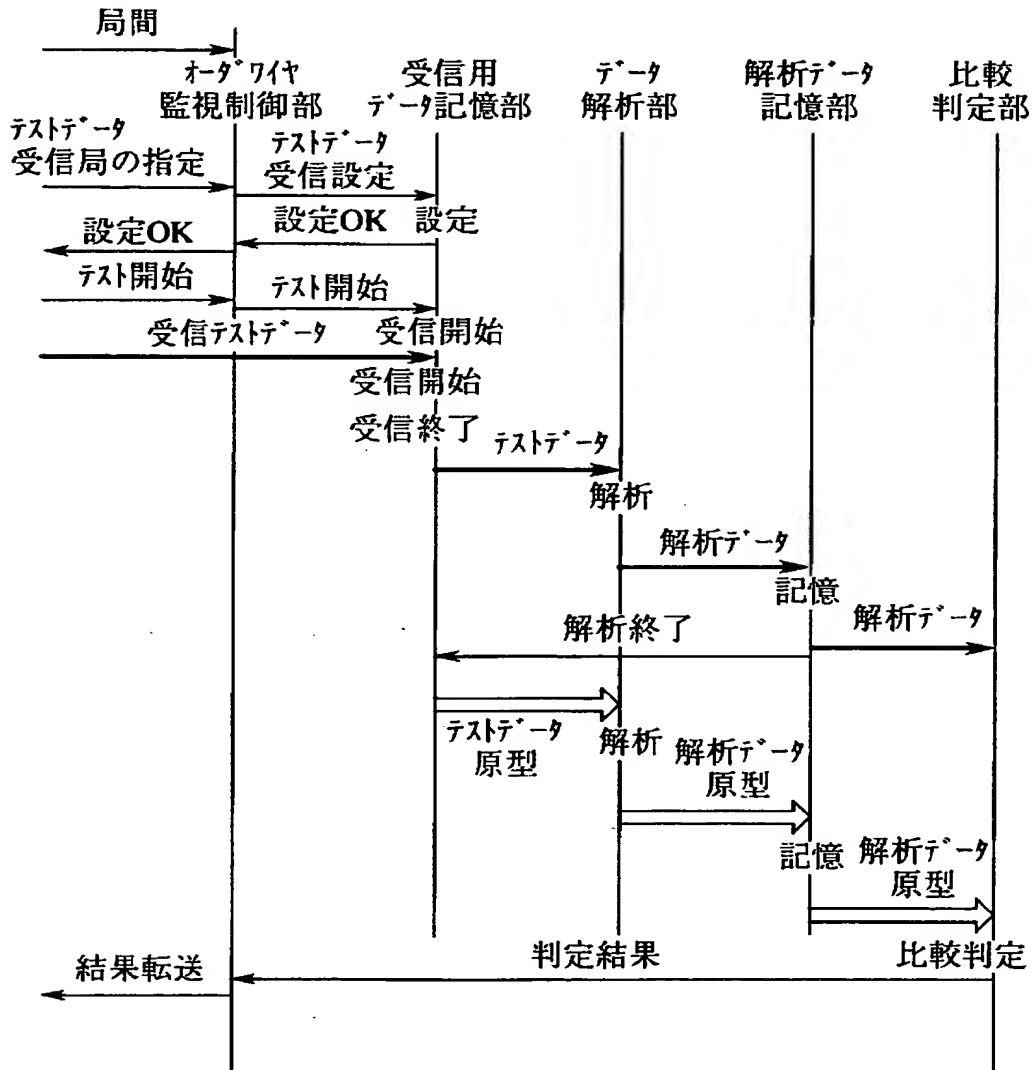 局間
オーダワイヤ
監視制御部
受信用
データ記憶部
データ
解析部
解析データ
記憶部
比較
判定部
テストデータ
受信局の指定
テストデータ
受信設定
設定OK
設定OK
設定
テスト開始
テスト開始
受信テストデータ
受信開始
受信開始
受信終了
テストデータ
解析
解析データ
記憶
解析データ
解析終了
テストデータ
原型
解析
解析データ
原型
記憶
解析データ
原型
結果転送
判定結果
比較判定